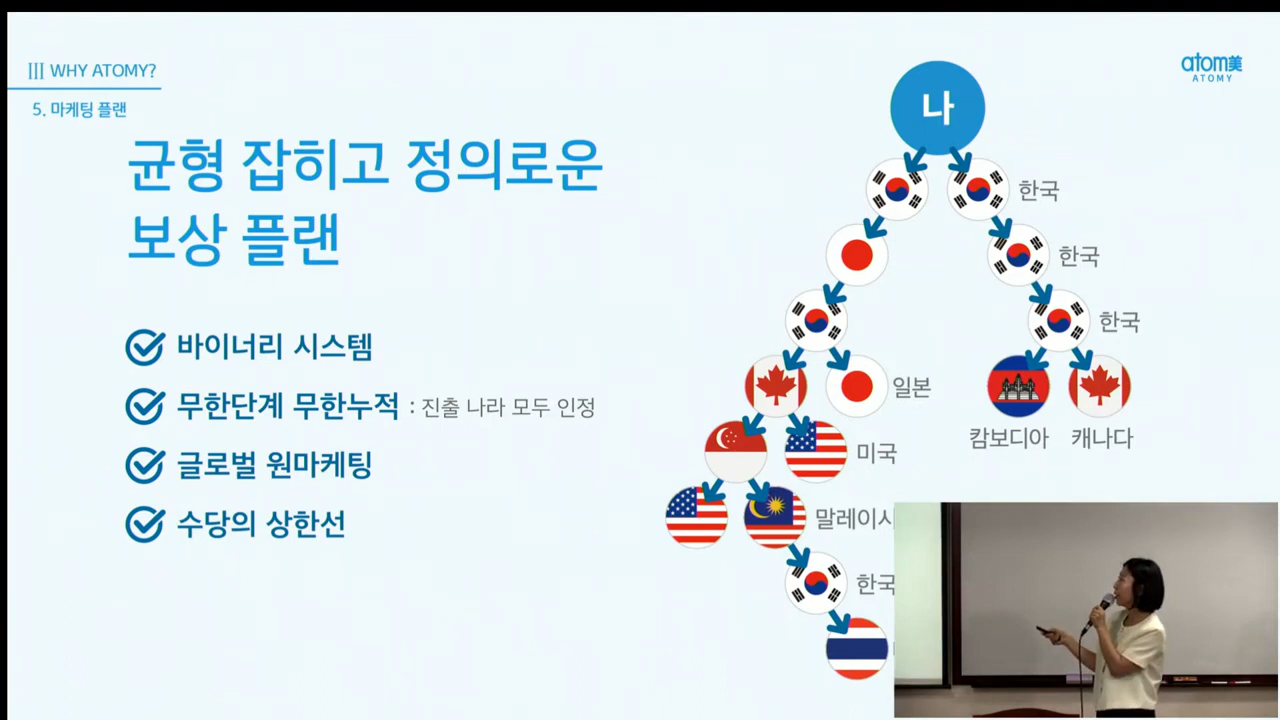 III WHY ATOMY?
5. 마케팅 플랜
atom美
ATOMY
균형 잡히고 정의로운
보상 플랜
바이너리 시스템
무한단계 무한누적 : 진출 나라 모두 인정
글로벌 원마케팅
수당의 상한선
나
한국
한국
한국
일본
캄보디아 캐나다
미국
말레이시
한국